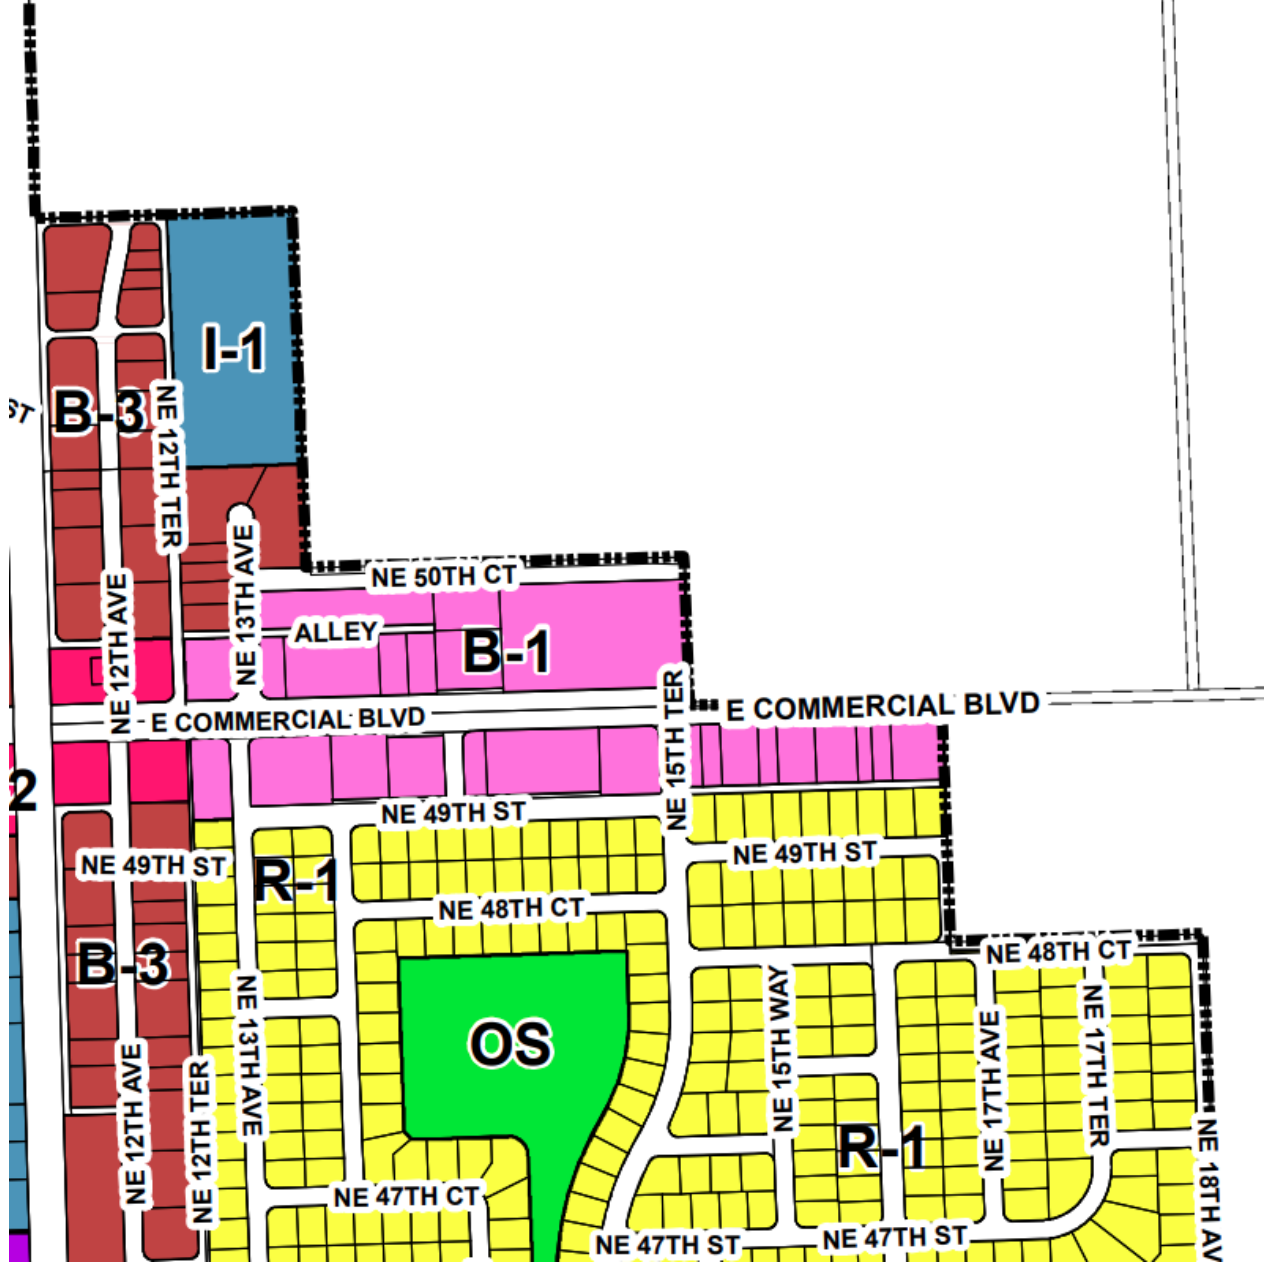 I-1
B-3
ST
NE 12TH TER
NE 12TH AVE
NE 13TH AVE
NE 50TH CT
ALLEY
B-1
NE 15TH TER
E COMMERCIAL BLVD
E COMMERCIAL BLVD
2
NE 49TH ST
NE 49TH ST
NE 49TH ST
R-1
NE 48TH CT
B-3
NE 48TH CT
OS
NE 13TH AVE
NE 15TH WAY
NE 17TH AVE
NE 17TH TER
NE 12TH AVE
NE 12TH TER
R-1
NE 18TH AV
NE 47TH CT
NE 47TH ST
NE 47TH ST